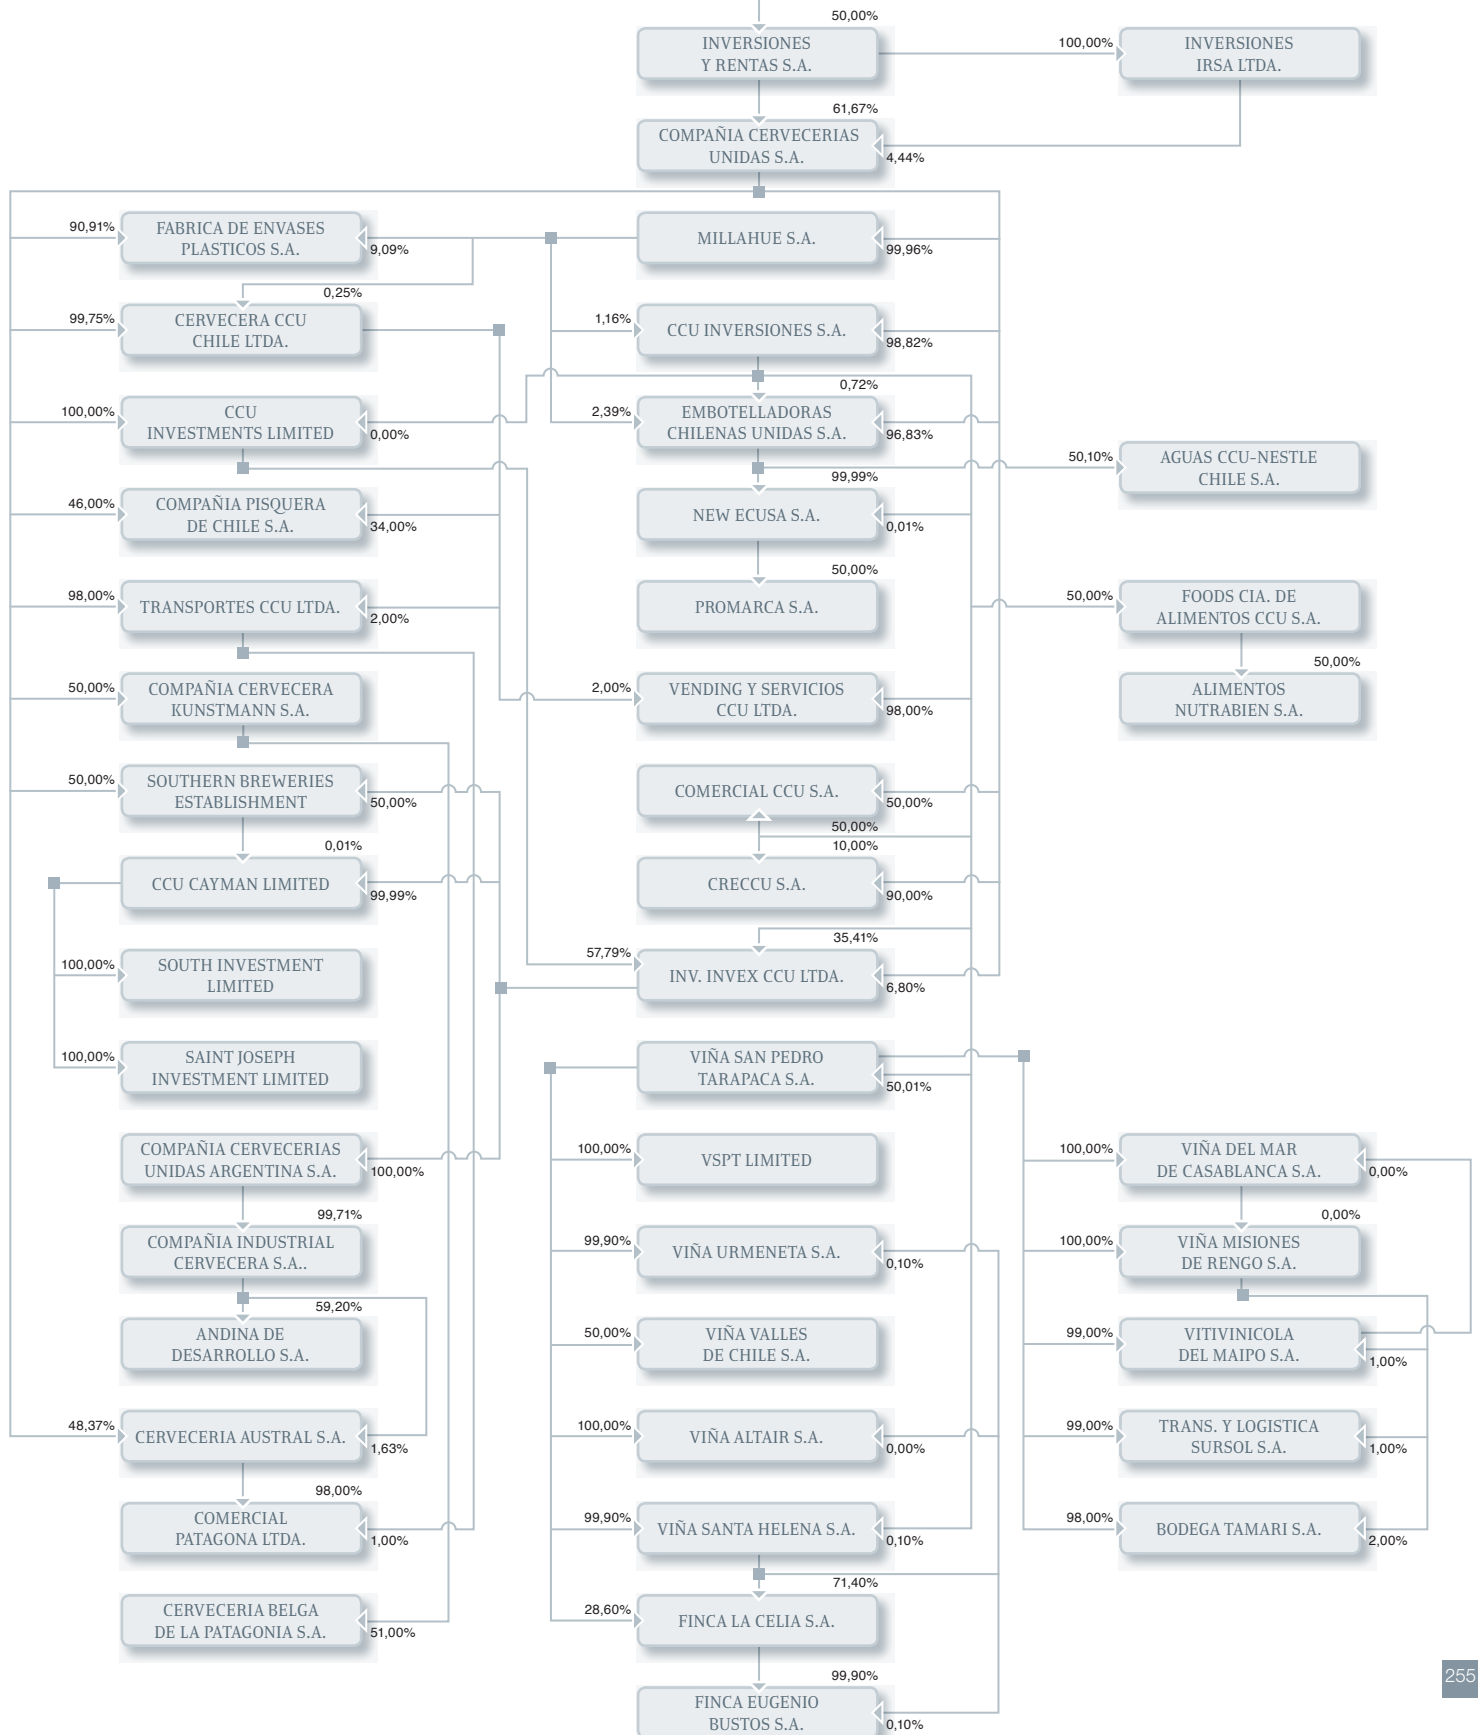 50,00%
INVERSIONES
Y RENTAS S.A.
100,00%
INVERSIONES
IRSA LTDA.
61,67%
COMPAÑIA CERVECERIAS
UNIDAS S.A.
4,44%
90,91%
FABRICA DE ENVASES
PLASTICOS S.A.
9,09%
MILLAHUE S.A.
99,96%
0,25%
99,75%
CERVECERA CCU
CHILE LTDA.
1,16%
CCU INVERSIONES S.A.
98,82%
0,72%
100,00%
CCU
INVESTMENTS LIMITED
0,00%
2,39%
EMBOTELLADORAS
CHILENAS UNIDAS S.A.
96,83%
50,10%
AGUAS CCU-NESTLE
CHILE S.A.
99,99%
46,00%
COMPAÑIA PISQUERA
DE CHILE S.A.
34,00%
NEW ECUSA S.A.
0,01%
50,00%
98,00%
TRANSPORTES CCU LTDA.
2,00%
PROMARCA S.A.
50,00%
FOODS CIA. DE
ALIMENTOS CCU S.A.
50,00%
50,00%
COMPAÑIA CERVECERA
KUNSTMANN S.A.
2,00%
VENDING Y SERVICIOS
CCU LTDA.
98,00%
ALIMENTOS
NUTRABIEN S.A.
50,00%
SOUTHERN BREWERIES
ESTABLISHMENT
50,00%
COMERCIAL CCU S.A.
50,00%
50,00%
0,01%
10,00%
CCU CAYMAN LIMITED
99,99%
CRECCU S.A.
90,00%
35,41%
100,00%
SOUTH INVESTMENT
LIMITED
57,79%
INV. INVEX CCU LTDA.
6,80%
100,00%
SAINT JOSEPH
INVESTMENT LIMITED
VIÑA SAN PEDRO
TARAPACA S.A.
50,01%
COMPAÑIA CERVECERIAS
UNIDAS ARGENTINA S.A.
100,00%
100,00%
VSPT LIMITED
100,00%
VIÑA DEL MAR
DE CASABLANCA S.A.
0,00%
99,71%
COMPAÑIA INDUSTRIAL
CERVECERA S.A..
99,90%
VIÑA URMENETA S.A.
0,10%
0,00%
100,00%
VIÑA MISIONES
DE RENGO S.A.
59,20%
ANDINA DE
DESARROLLO S.A.
50,00%
VIÑA VALLES
DE CHILE S.A.
99,00%
VITIVINICOLA
DEL MAIPO S.A.
1,00%
48,37%
CERVECERIA AUSTRAL S.A.
1,63%
100,00%
VIÑA ALTAIR S.A.
0,00%
99,00%
TRANS. Y LOGISTICA
SURSOL S.A.
1,00%
98,00%
COMERCIAL
PATAGONA LTDA.
1,00%
99,90%
VIÑA SANTA HELENA S.A.
0,10%
98,00%
BODEGA TAMARI S.A.
2,00%
71,40%
CERVECERIA BELGA
DE LA PATAGONIA S.A.
51,00%
28,60%
FINCA LA CELIA S.A.
99,90%
FINCA EUGENIO
BUSTOS S.A.
0,10%
255